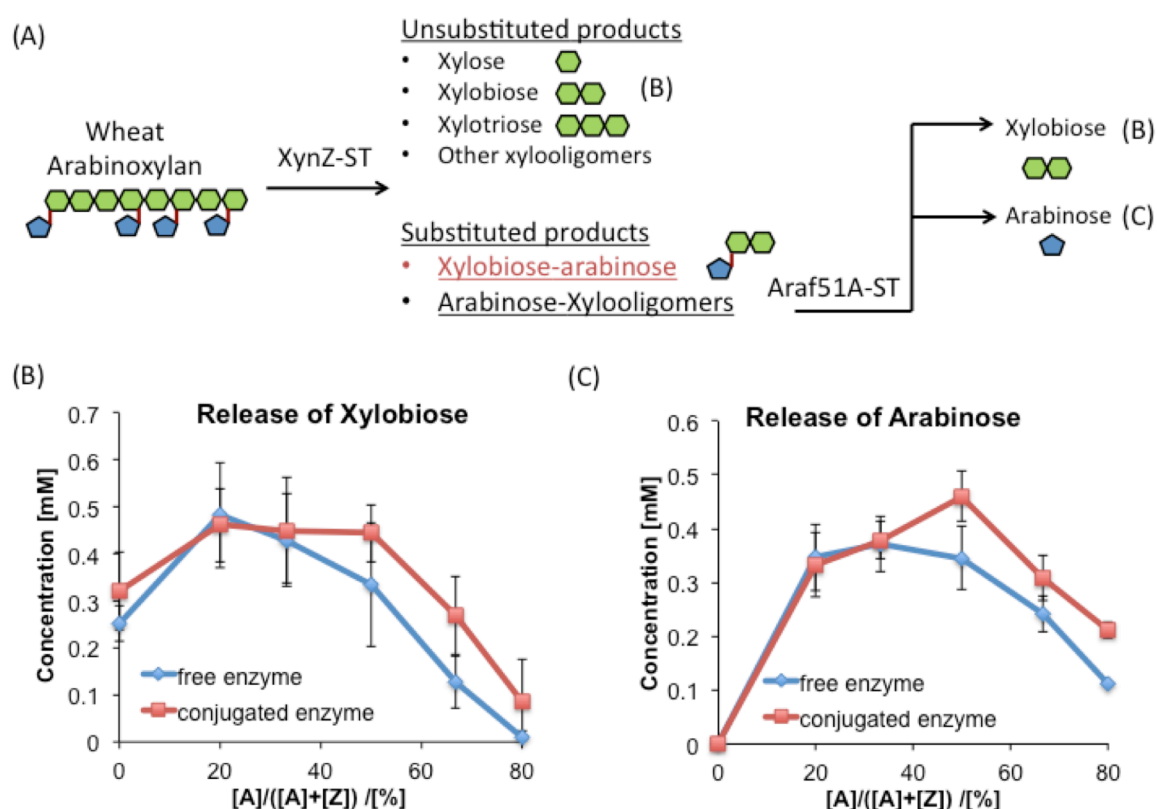 (A)
Wheat
Arabinoxylan
XynZ-ST
Unsubstituted products
• Xylose
• Xylobiose (B)
• Xylotriose
• Other xylooligomers
Substituted products
• Xylobiose-arabinose
• Arabinose-Xylooligomers
Araf51A-ST
Xylobiose (B)
Arabinose (C)
(B)
Release of Xylobiose
Concentration [mM]
0.7
0.6
0.5
0.4
0.3
0.2
0.1
0
free enzyme
conjugated enzyme
0 20 40 60 80
[A]/([A]+[Z]) /[%]
(C)
Release of Arabinose
Concentration [mM]
0.6
0.5
0.4
0.3
0.2
0.1
0
free enzyme
conjugated enzyme
0 20 40 60 80
[A]/([A]+[Z]) /[%]